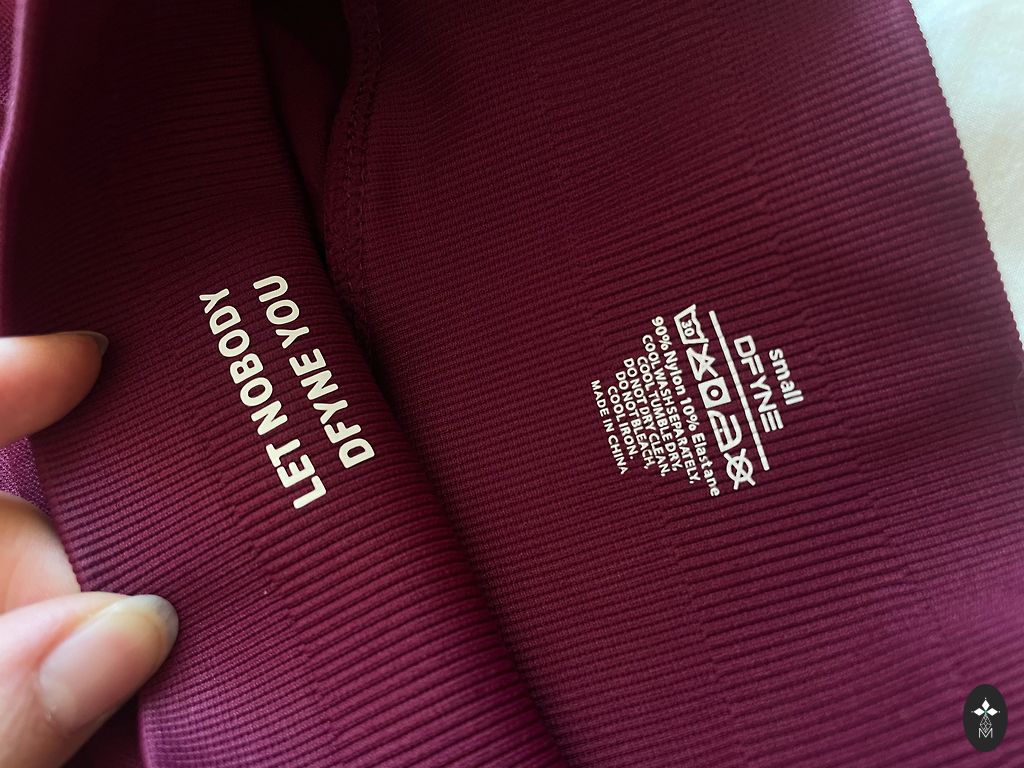 LET NOBODY
DFYNE YOU
small
DFYNE
30
90% Nylon 10% Elastane
COOL WASH SEPARATELY.
COOL TUMBLE DRY.
DO NOT DRY CLEAN.
DO NOT BLEACH,
COOL IRON.
MADE IN CHINA
M